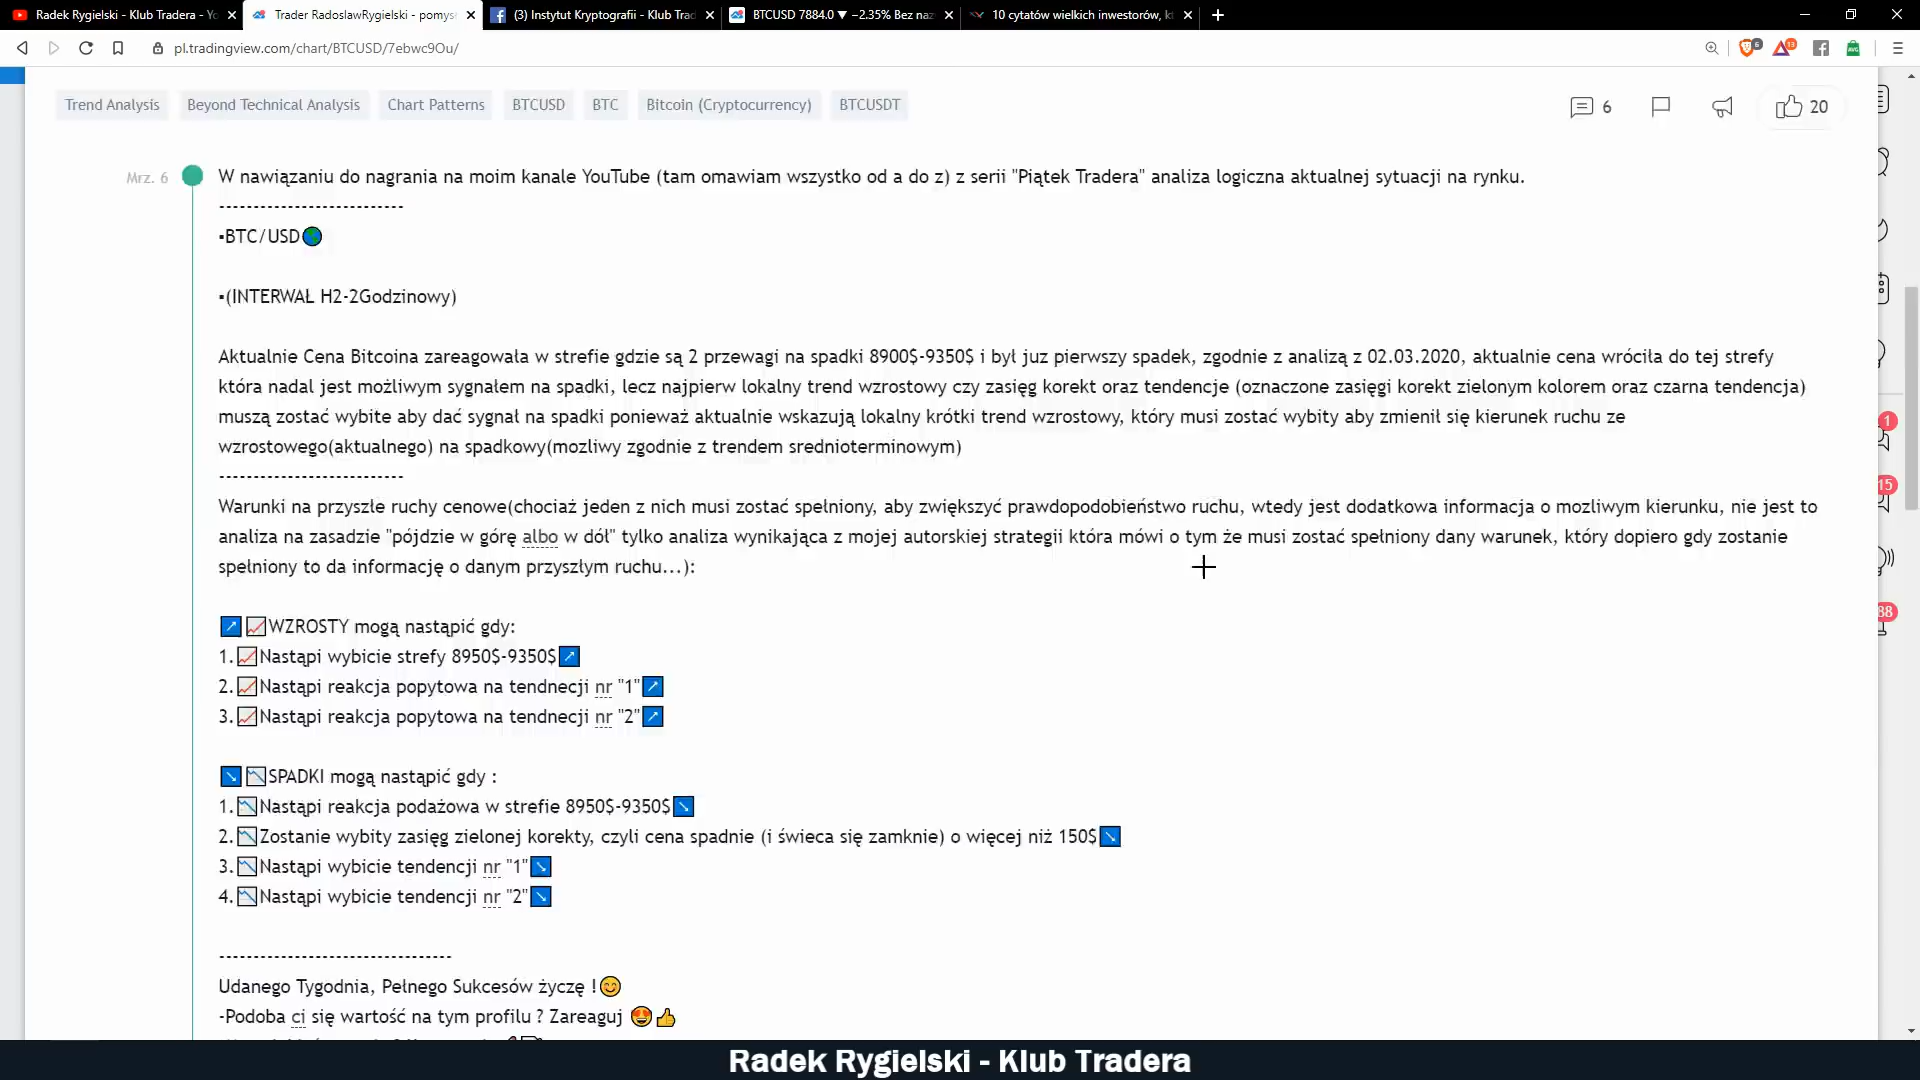 Radek Rygielski - Klub Tradera - Yo
Trader RadoslawRygielski - pomys
(3) Instytut Kryptografii - Klub Trad
BTCUSD 7884.0 ▼ −2.35% Bez naz
10 cytatów wielkich inwestorów, k
pl.tradingview.com/chart/BTCUSD/7ebwc9Ou/
6
13
Trend Analysis
Beyond Technical Analysis
Chart Patterns
BTCUSD
BTC
Bitcoin (Cryptocurrency)
BTCUSDT
6
20
Mrz. 6
W nawiązaniu do nagrania na moim kanale YouTube (tam omawiam wszystko od a do z) z serii "Piątek Tradera" analiza logiczna aktualnej sytuacji na rynku.
--------------------------
▪BTC/USD🌍
▪(INTERWAŁ H2-2Godzinowy)
Aktualnie Cena Bitcoina zareagowała w strefie gdzie są 2 przewagi na spadki 8900$-9350$ i był juz pierwszy spadek, zgodnie z analizą z 02.03.2020, aktualnie cena wróciła do tej strefy
która nadal jest możliwym sygnałem na spadki, lecz najpierw lokalny trend wzrostowy czy zasięg korekt oraz tendencje (oznaczone zasięgi korekt zielonym kolorem oraz czarna tendencja)
muszą zostać wybite aby dać sygnał na spadki ponieważ aktualnie wskazują lokalny krótki trend wzrostowy, który musi zostać wybity aby zmienił się kierunek ruchu ze
wzrostowego(aktualnego) na spadkowy(mozliwy zgodnie z trendem srednioterminowym)
--------------------------
Warunki na przyszłe ruchy cenowe(chociaż jeden z nich musi zostać spełniony, aby zwiększyć prawdopodobieństwo ruchu, wtedy jest dodatkowa informacja o mozliwym kierunku, nie jest to
analiza na zasadzie "pójdzie w górę albo w dół" tylko analiza wynikająca z mojej autorskiej strategii która mówi o tym że musi zostać spełniony dany warunek, który dopiero gdy zostanie
spełniony to da informację o danym przyszłym ruchu...):
↗📈WZROSTY mogą nastąpić gdy:
1.📈Nastąpi wybicie strefy 8950$-9350$↗
2.📈Nastąpi reakcja popytowa na tendnecji nr "1"↗
3.📈Nastąpi reakcja popytowa na tendnecji nr "2"↗
↘📉SPADKI mogą nastąpić gdy :
1.📉Nastąpi reakcja podażowa w strefie 8950$-9350$↘
2.📉Zostanie wybity zasięg zielonej korekty, czyli cena spadnie (i świeca się zamknie) o więcej niż 150$↘
3.📉Nastąpi wybicie tendencji nr "1"↘
4.📉Nastąpi wybicie tendencji nr "2"↘
---------------------------------
Udanego Tygodnia, Pełnego Sukcesów życzę !😊
-Podoba ci się wartość na tym profilu ? Zareaguj 😍👍
1
15
88
Radek Rygielski - Klub Tradera